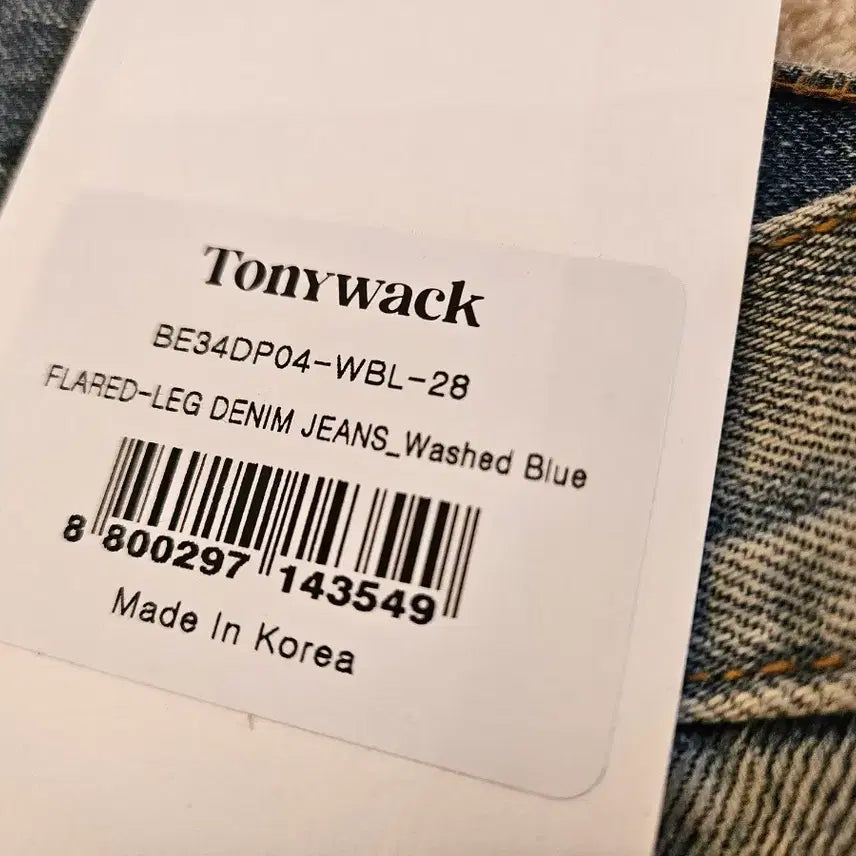 Tonywack
BE34DP04-WBL-28
FLARED-LEG DENIM JEANS_Washed Blue
8 800297 143549
Made In Korea